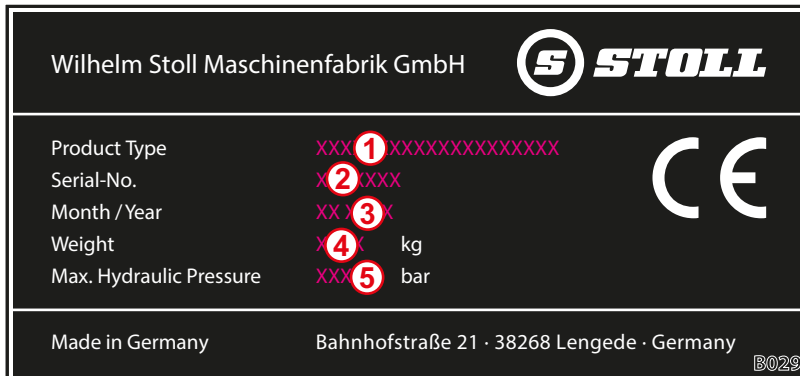 Wilhelm Stoll Maschinenfabrik GmbH S STOLL
Product Type XXX 1 XXXXXXXXXXXXXX
Serial-No. X 2 XXXX
Month / Year XX X 3 X
Weight X 4 X kg
Max. Hydraulic Pressure XXX 5 bar
CE
Made in Germany Bahnhofstraße 21 · 38268 Lengede · Germany
B029